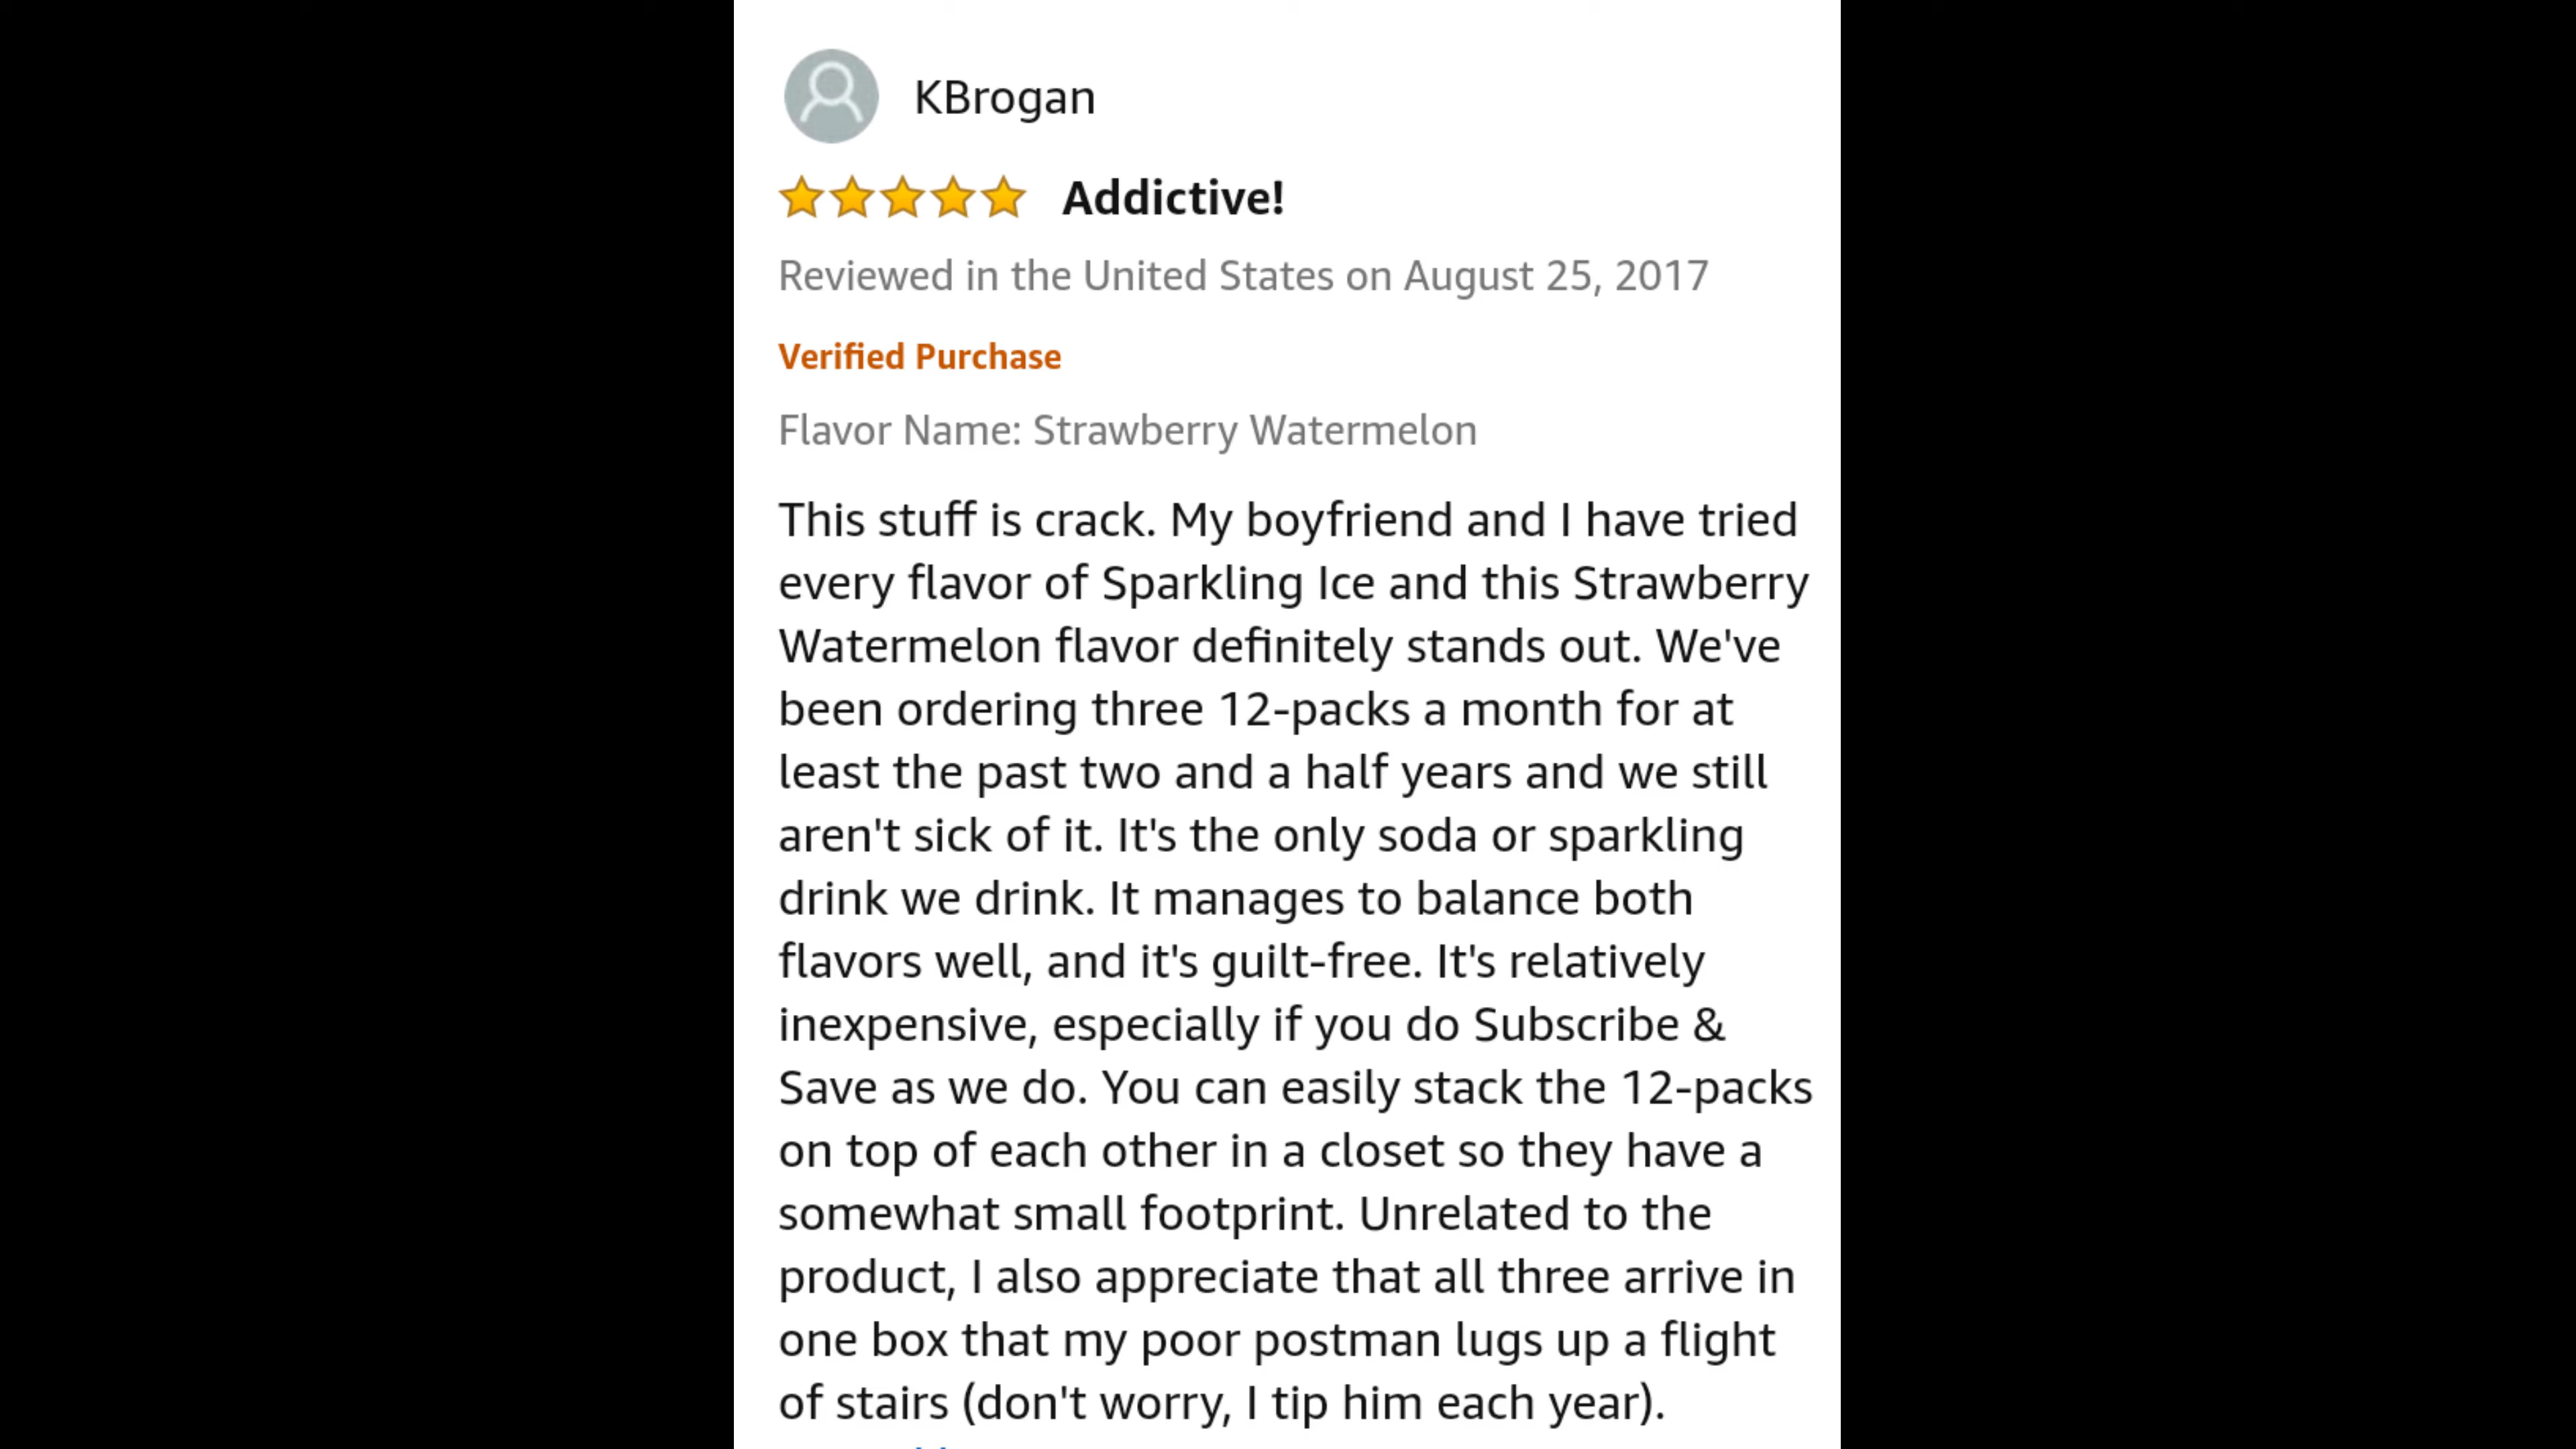 KBrogan
Addictive!
Reviewed in the United States on August 25, 2017
Verified Purchase
Flavor Name: Strawberry Watermelon
This stuff is crack. My boyfriend and I have tried
every flavor of Sparkling Ice and this Strawberry
Watermelon flavor definitely stands out. We've
been ordering three 12-packs a month for at
least the past two and a half years and we still
aren't sick of it. It's the only soda or sparkling
drink we drink. It manages to balance both
flavors well, and it's guilt-free. It's relatively
inexpensive, especially if you do Subscribe &
Save as we do. You can easily stack the 12-packs
on top of each other in a closet so they have a
somewhat small footprint. Unrelated to the
product, I also appreciate that all three arrive in
one box that my poor postman lugs up a flight
of stairs (don't worry, I tip him each year).